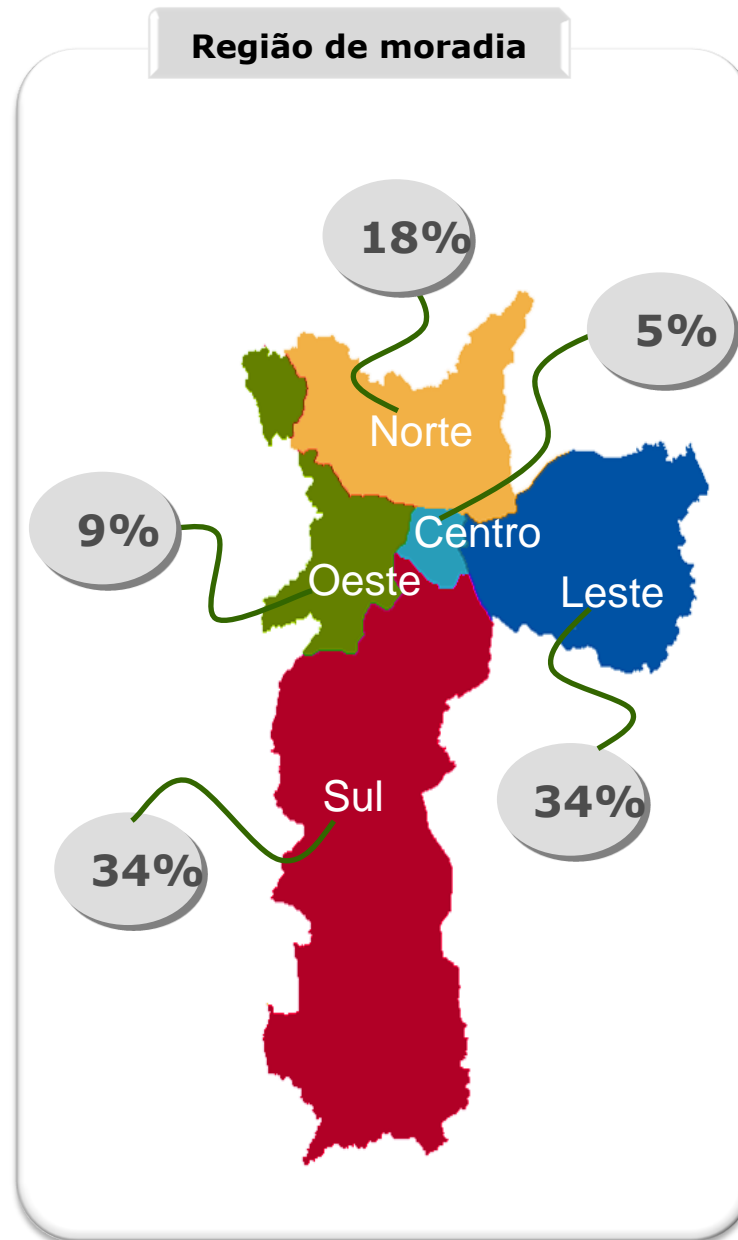 Região de moradia
18%
5%
Norte
9%
Centro
Oeste
Leste
Sul
34%
34%